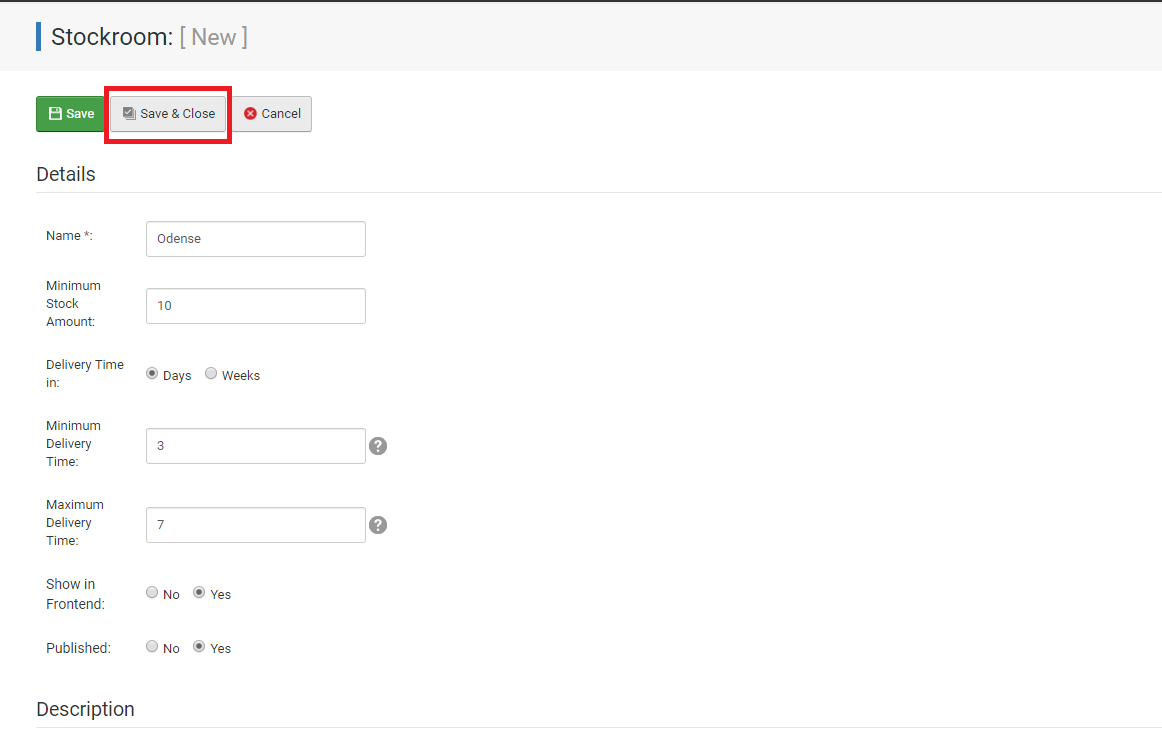 Stockroom: [ New ]
Save Save & Close Cancel
Details
Name *:
Odense
Minimum
Stock
Amount:
10
Delivery Time
in:
Days Weeks
Minimum
Delivery
Time:
3
?
Maximum
Delivery
Time:
7
?
Show in
Frontend:
No Yes
Published:
No Yes
Description